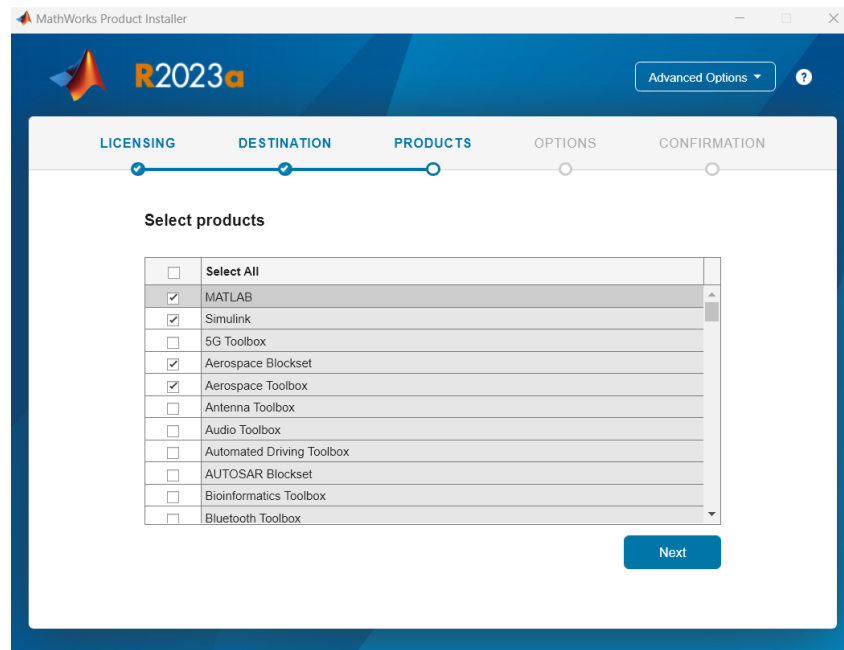 MathWorks Product Installer
R2023a
Advanced Options
?
LICENSING DESTINATION PRODUCTS OPTIONS CONFIRMATION
Select products
Select All
MATLAB
Simulink
5G Toolbox
Aerospace Blockset
Aerospace Toolbox
Antenna Toolbox
Audio Toolbox
Automated Driving Toolbox
AUTOSAR Blockset
Bioinformatics Toolbox
Bluetooth Toolbox
Next